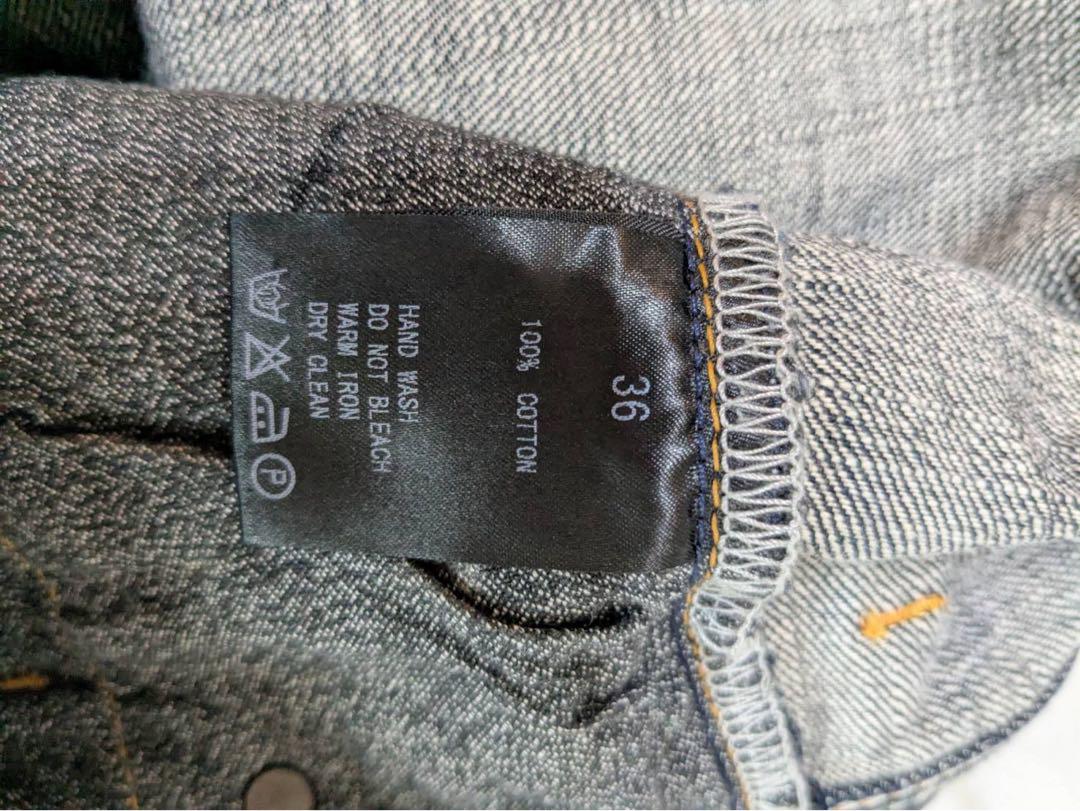 36
100% COTTON
HAND WASH
DO NOT BLEACH
WARM IRON
DRY CLEAN
P